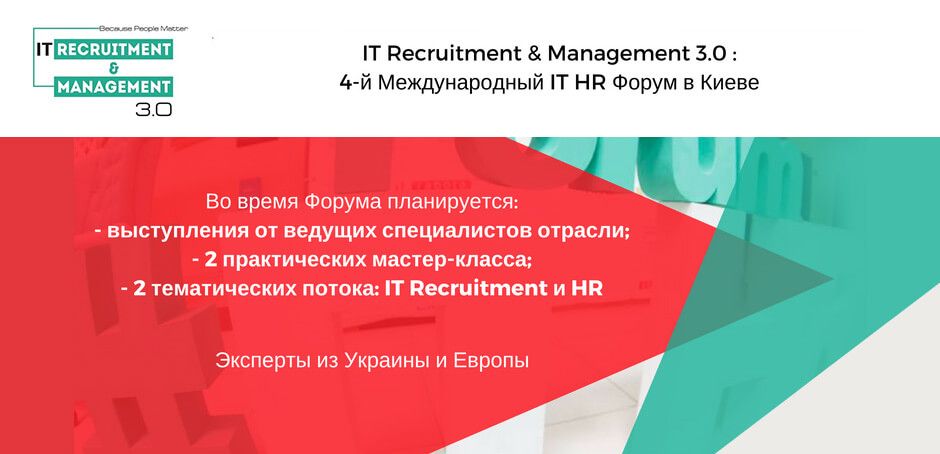 Because People Matter
IT RECRUITMENT
&
MANAGEMENT
3.0
IT Recruitment & Management 3.0 :
4-й Международный IT HR Форум в Киеве
Во время Форума планируется:
- выступления от ведущих специалистов отрасли;
- 2 практических мастер-класса;
- 2 тематических потока: IT Recruitment и HR
Эксперты из Украины и Европы